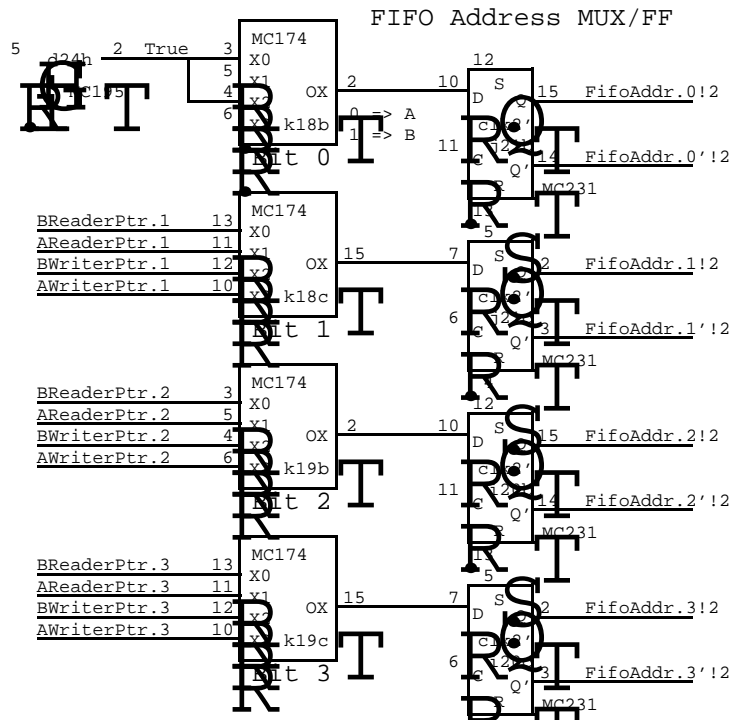 FIFO Address MUX/FF
MC174
12
5 d24h 2 True 3 X0
5 X1
2 10 S
4 OX D Q 15 FifoAddr.0!2
6 0 => A
k18b 1 => B
11 C
Bit 0 Q' 14 FifoAddr.0'!2
R MC231
13
MC174
5
BReaderPtr.1 13 X0
AReaderPtr.1 11 X1 S
BWriterPtr.1 12 OX 15 7 D 2 FifoAddr.1!2
AWriterPtr.1 10 k18c
6 C
Bit 1 Q' 3 FifoAddr.1'!2
R MC231
MC174
12
BReaderPtr.2 3 X0
AReaderPtr.2 5 X1 S
BWriterPtr.2 4 OX 2 10 D 15 FifoAddr.2!2
AWriterPtr.2 6 k19b
11 C
Bit 2 Q' 14 FifoAddr.2'!2
R MC231
13
MC174
5
BReaderPtr.3 13 X0
AReaderPtr.3 11 X1 S
BWriterPtr.3 12 OX 15 7 D 2 FifoAddr.3!2
AWriterPtr.3 10 k19c
6 C
Bit 3 Q' 3 FifoAddr.3'!2
R MC231